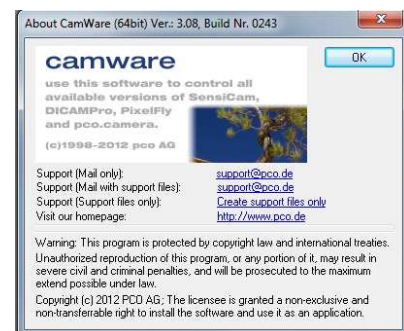 About CamWare (64bit) Ver.: 3.08, Build Nr. 0243
camware
OK
use this software to control all
available versions of SensiCam,
DICAMPro, PixelFly
and pco.camera.
(c)1998-2012 pco AG
Support (Mail only): support@pco.de
Support (Mail with support files): support@pco.de
Support (Support files only): Create support files only
Visit our homepage: http://www.pco.de
Warning: This program is protected by copyright law and international treaties.
Unauthorized reproduction of this program, or any portion of it, may result in
severe civil and criminal penalties, and will be prosecuted to the maximum
extend possible under law.
Copyright (c) 2012 PCO AG; The licensee is granted a non-exclusive and
non-transferrable right to install the software and use it as an application.